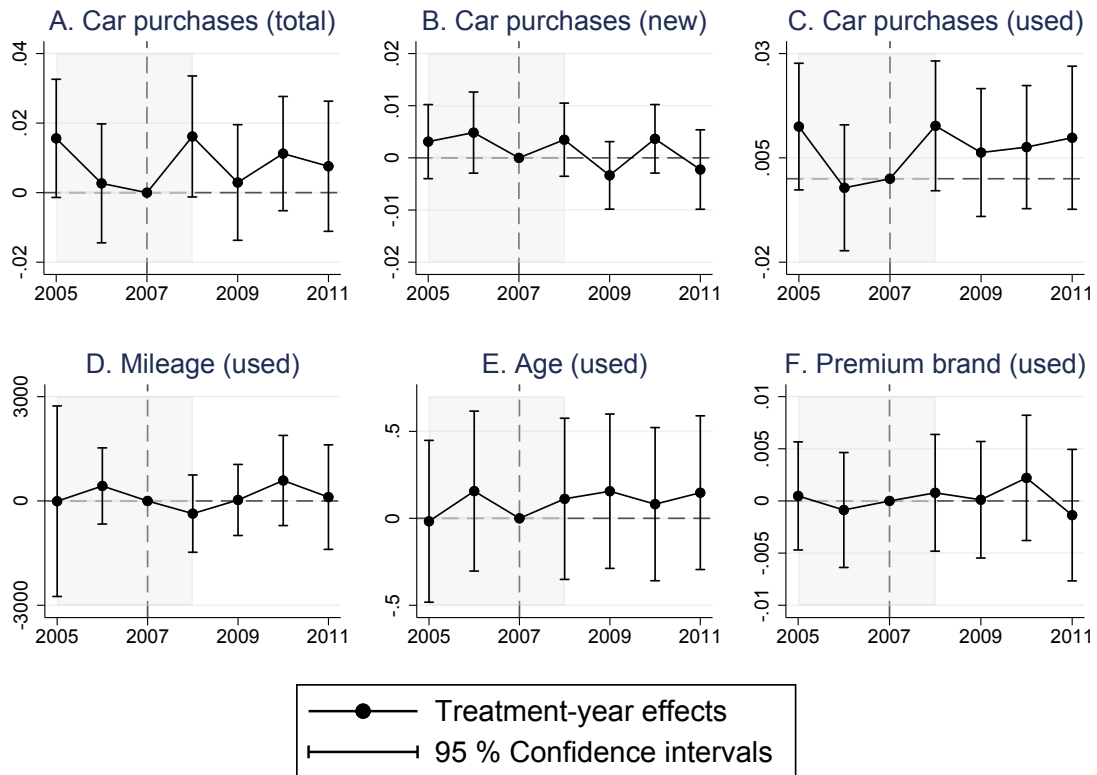 A. Car purchases (total)
.04
.02
0
-.02
2005 2007 2009 2011
B. Car purchases (new)
.02
.01
0
-.01
-.02
2005 2007 2009 2011
C. Car purchases (used)
.03
.005
-.02
2005 2007 2009 2011
D. Mileage (used)
3000
0
-3000
2005 2007 2009 2011
E. Age (used)
.5
0
-.5
2005 2007 2009 2011
F. Premium brand (used)
.01
.005
0
-.005
-.01
2005 2007 2009 2011
Treatment-year effects
95 % Confidence intervals